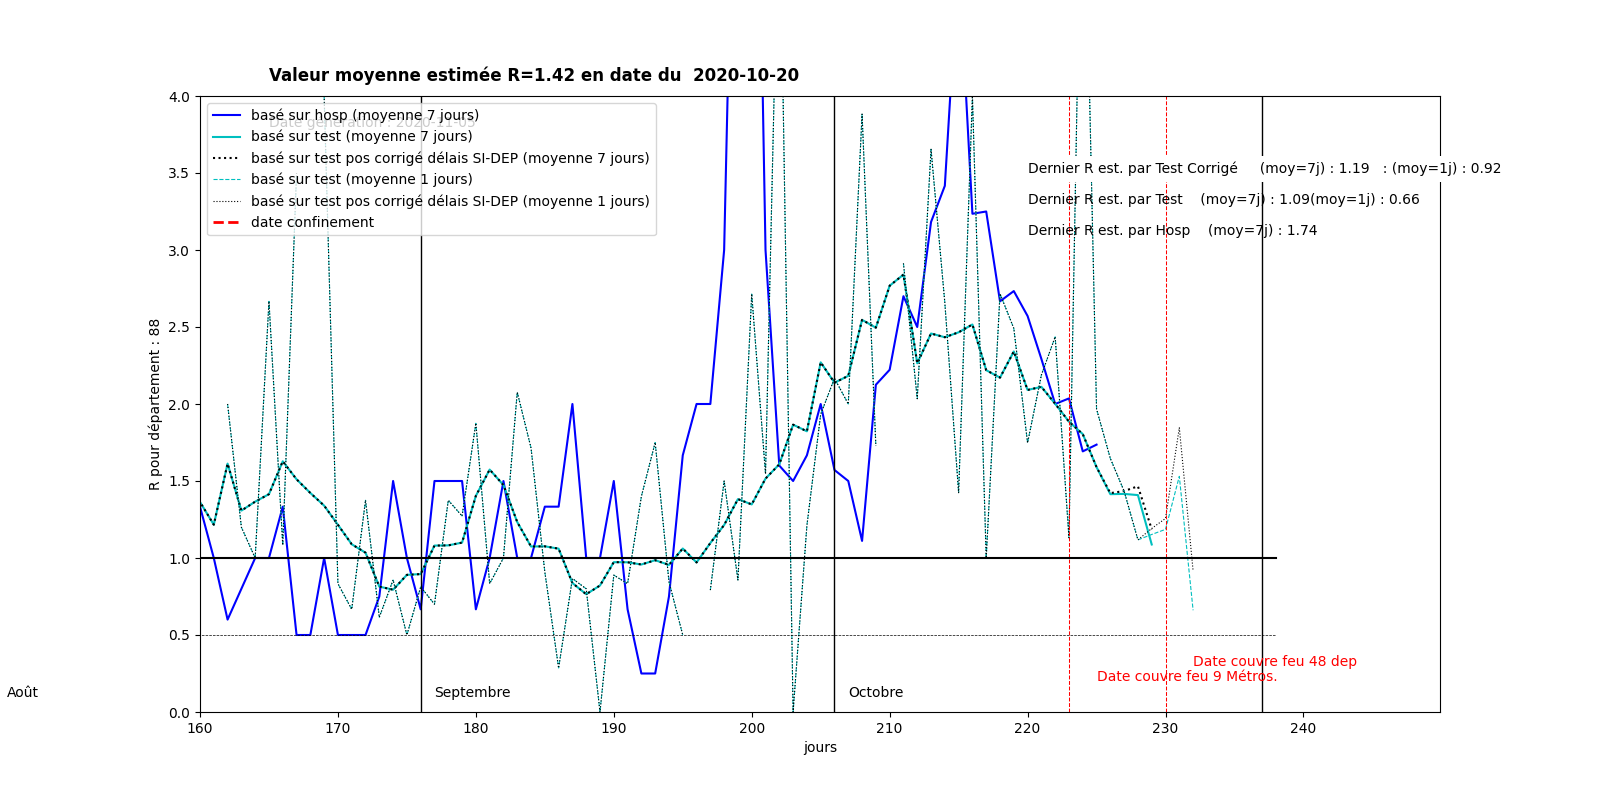 Valeur moyenne estimée R=1.42 en date du  2020-10-20
Date génération : 2020-11-05
basé sur hosp (moyenne 7 jours)
basé sur test (moyenne 7 jours)
basé sur test pos corrigé délais SI-DEP (moyenne 7 jours)
basé sur test (moyenne 1 jours)
basé sur test pos corrigé délais SI-DEP (moyenne 1 jours)
date confinement
Dernier R est. par Test Corrigé     (moy=7j) : 1.19   : (moy=1j) : 0.92
Dernier R est. par Test    (moy=7j) : 1.09(moy=1j) : 0.66
Dernier R est. par Hosp    (moy=7j) : 1.74
4.0
3.5
3.0
2.5
2.0
1.5
1.0
0.5
0.0
R pour département : 88
Date couvre feu 48 dep
Date couvre feu 9 Métros.
Août
Septembre
Octobre
160 170 180 190 200 210 220 230 240
jours